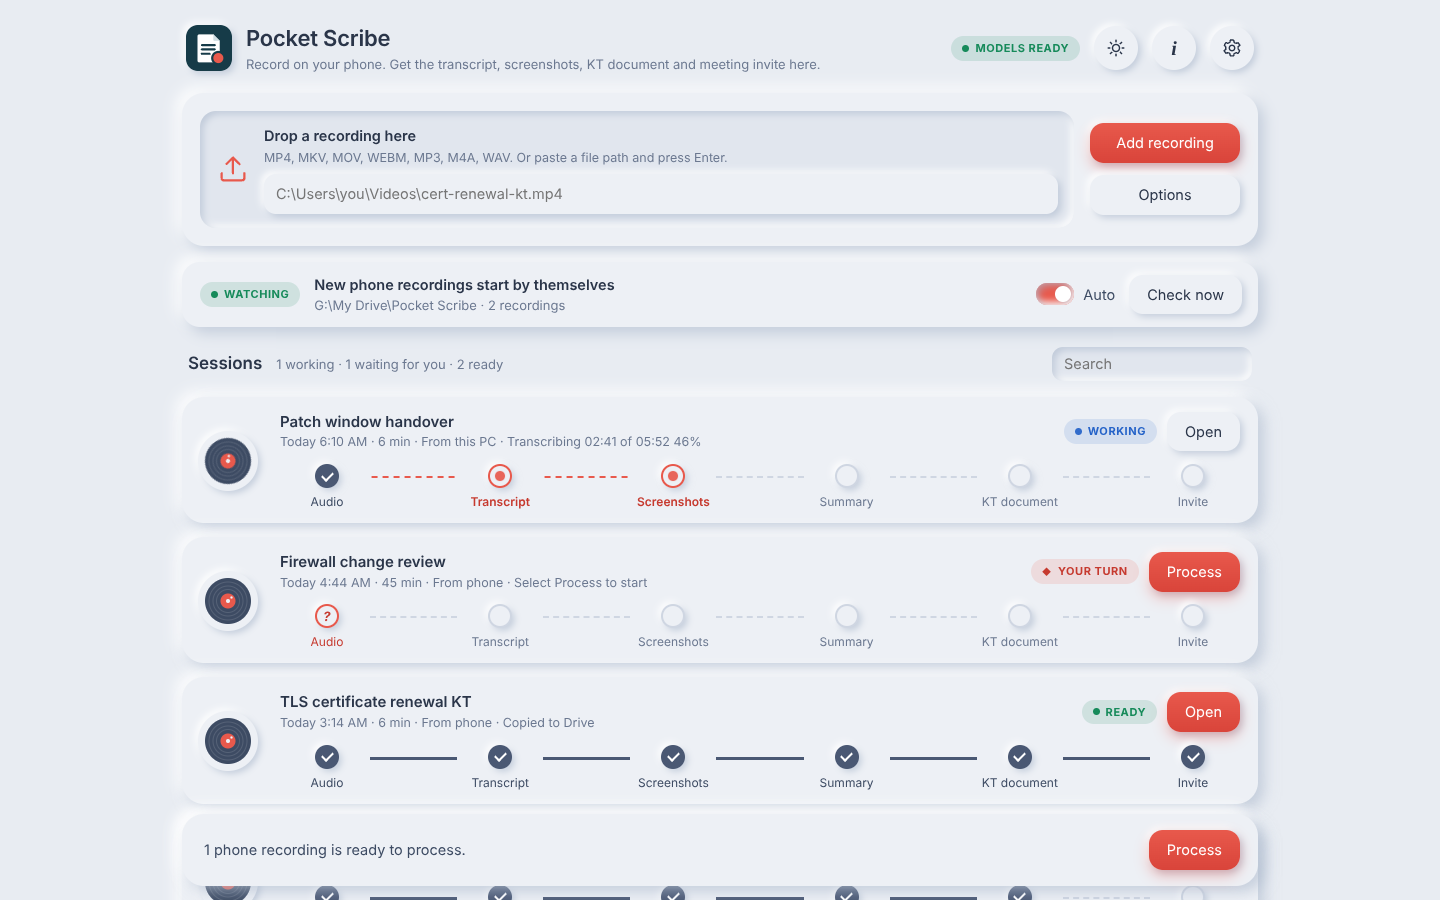 Pocket Scribe
Record on your phone. Get the transcript, screenshots, KT document and meeting invite here.
MODELS READY
i
Drop a recording here
MP4, MKV, MOV, WEBM, MP3, M4A, WAV. Or paste a file path and press Enter.
C:\Users\you\Videos\cert-renewal-kt.mp4
Add recording
Options
WATCHING
New phone recordings start by themselves
G:\My Drive\Pocket Scribe · 2 recordings
Auto
Check now
Sessions
1 working · 1 waiting for you · 2 ready
Search
Patch window handover
Today 6:10 AM · 6 min · From this PC · Transcribing 02:41 of 05:52 46%
WORKING
Open
Audio
Transcript
Screenshots
Summary
KT document
Invite
Firewall change review
Today 4:44 AM · 45 min · From phone · Select Process to start
YOUR TURN
Process
?
Audio
Transcript
Screenshots
Summary
KT document
Invite
TLS certificate renewal KT
Today 3:14 AM · 6 min · From phone · Copied to Drive
READY
Open
Audio
Transcript
Screenshots
Summary
KT document
Invite
1 phone recording is ready to process.
Process